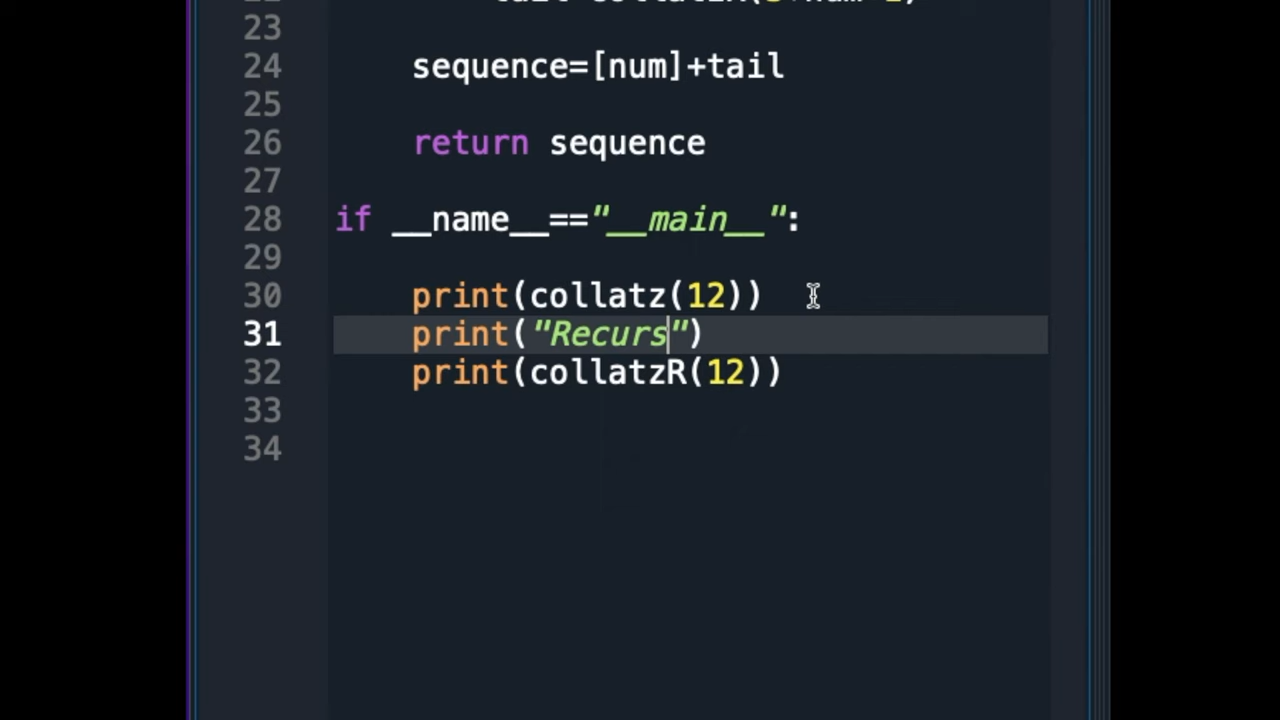 23
24 sequence=[num]+tail
25
26 return sequence
27
28 if __name__=="__main__":
29
30 print(collatz(12))
31 print("Recurs")
32 print(collatzR(12))
33
34